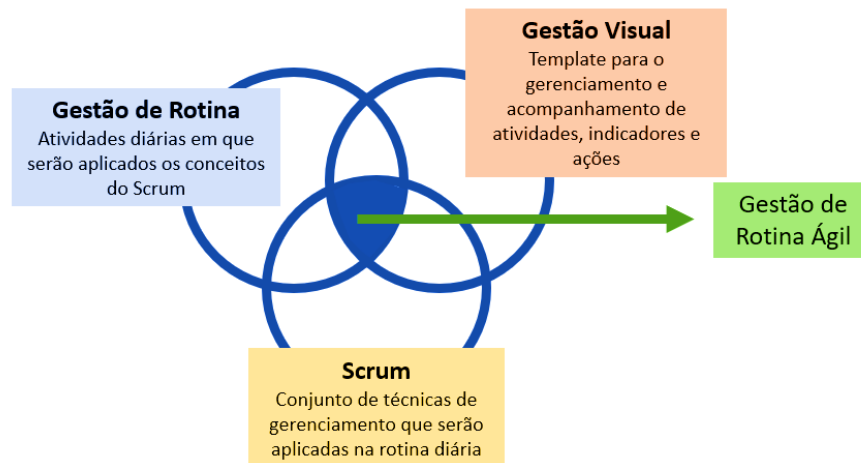 Gestão Visual
Template para o
gerenciamento e
acompanhamento de
atividades, indicadores e
ações
Gestão de Rotina
Atividades diárias em que
serão aplicados os conceitos
do Scrum
Gestão de
Rotina Ágil
Scrum
Conjunto de técnicas de
gerenciamento que serão
aplicadas na rotina diária